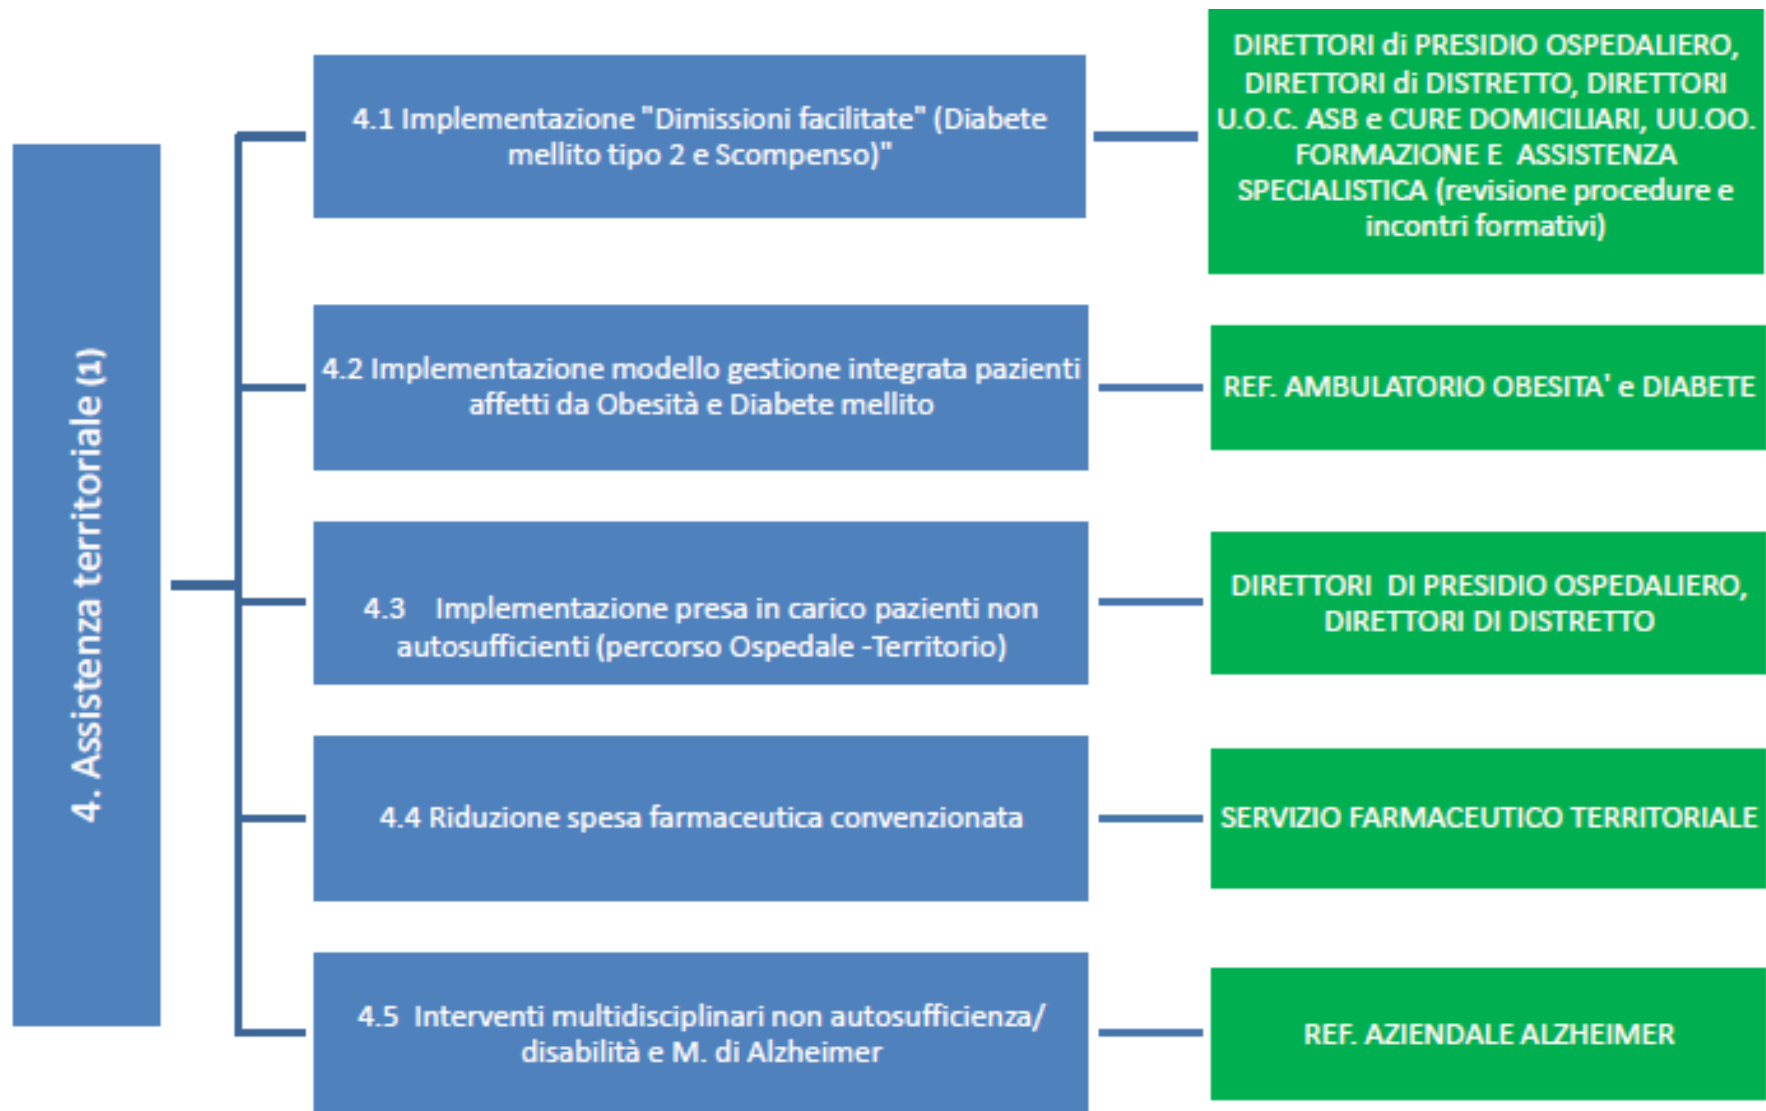 4. Assistenza territoriale (1)
4.1 Implementazione "Dimissioni facilitate" (Diabete
mellito tipo 2 e Scompenso)"
DIRETTORI di PRESIDIO OSPEDALIERO,
DIRETTORI di DISTRETTO, DIRETTORI
U.O.C. ASB e CURE DOMICILIARI, UU.OO.
FORMAZIONE E ASSISTENZA
SPECIALISTICA (revisione procedure e
incontri formativi)
4.2 Implementazione modello gestione integrata pazienti
affetti da Obesità e Diabete mellito
REF. AMBULATORIO OBESITA' e DIABETE
4.3 Implementazione presa in carico pazienti non
autosufficienti (percorso Ospedale -Territorio)
DIRETTORI DI PRESIDIO OSPEDALIERO,
DIRETTORI DI DISTRETTO
4.4 Riduzione spesa farmaceutica convenzionata
SERVIZIO FARMACEUTICO TERRITORIALE
4.5 Interventi multidisciplinari non autosufficienza/
disabilità e M. di Alzheimer
REF. AZIENDALE ALZHEIMER